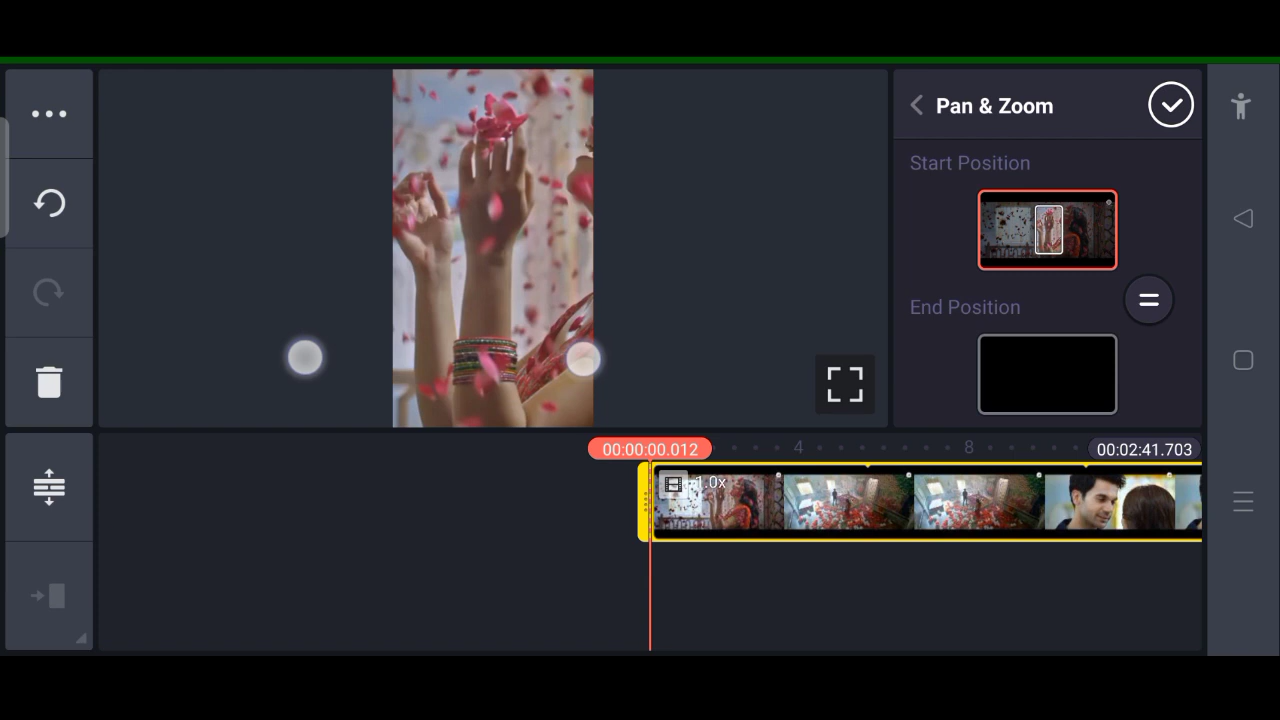 Pan & Zoom
Start Position
End Position
00:00:00.012
4
8
00:02:41.703
1.0x